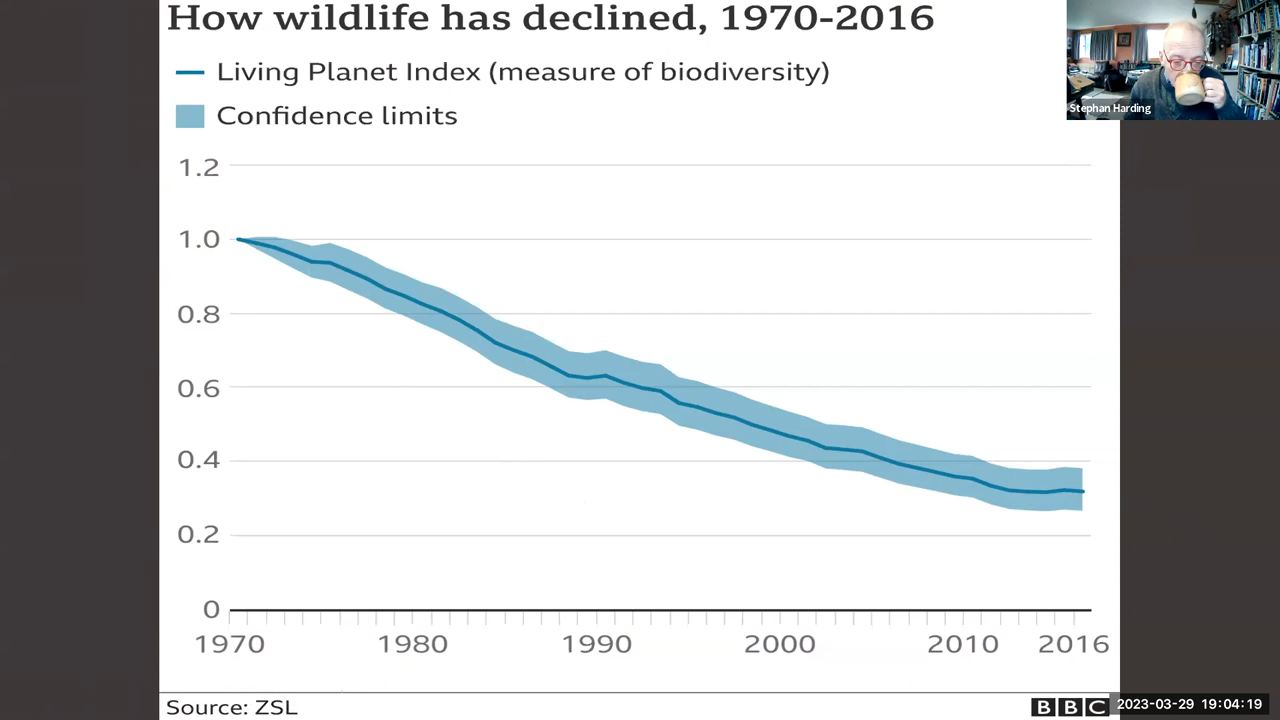 How wildlife has declined, 1970-2016
Living Planet Index (measure of biodiversity)
Confidence limits
Stephan Harding
1.2
1.0
0.8
0.6
0.4
0.2
0
1970 1980 1990 2000 2010 2016
Source: ZSL
BBC
2023-03-29 19:04:19